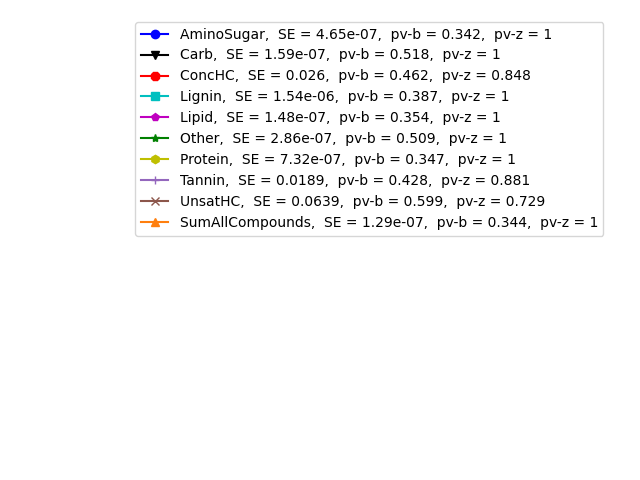 AminoSugar,  SE = 4.65e-07,  pv-b = 0.342,  pv-z = 1
Carb,  SE = 1.59e-07,  pv-b = 0.518,  pv-z = 1
ConcHC,  SE = 0.026,  pv-b = 0.462,  pv-z = 0.848
Lignin,  SE = 1.54e-06,  pv-b = 0.387,  pv-z = 1
Lipid,  SE = 1.48e-07,  pv-b = 0.354,  pv-z = 1
Other,  SE = 2.86e-07,  pv-b = 0.509,  pv-z = 1
Protein,  SE = 7.32e-07,  pv-b = 0.347,  pv-z = 1
Tannin,  SE = 0.0189,  pv-b = 0.428,  pv-z = 0.881
UnsatHC,  SE = 0.0639,  pv-b = 0.599,  pv-z = 0.729
SumAllCompounds,  SE = 1.29e-07,  pv-b = 0.344,  pv-z = 1